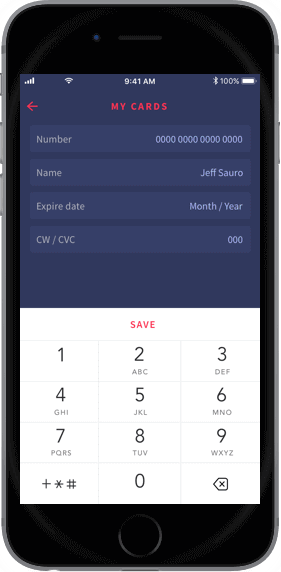 9:41 AM 100%
MY CARDS
Number 0000 0000 0000 0000
Name Jeff Sauro
Expire date Month / Year
CW / CVC 000
SAVE
1 2 3
ABC DEF
4 5 6
GHI JKL MNO
7 8 9
PQRS TUV WXYZ
+*# 0